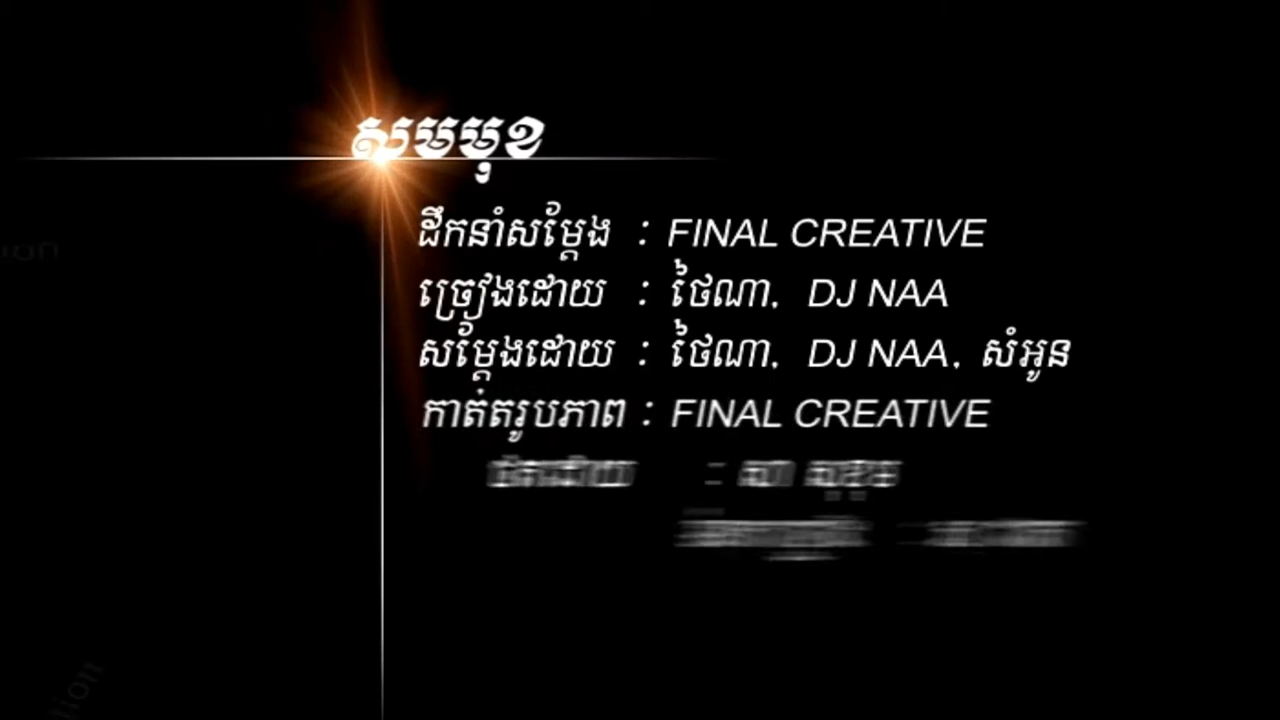 សមមុខ
ដឹកនាំសម្ដែង : FINAL CREATIVE
ច្រៀងដោយ : ថៃណា, DJ NAA
សម្ដែងដោយ : ថៃណា, DJ NAA, សំអូន
កាត់តរូបភាព : FINAL CREATIVE